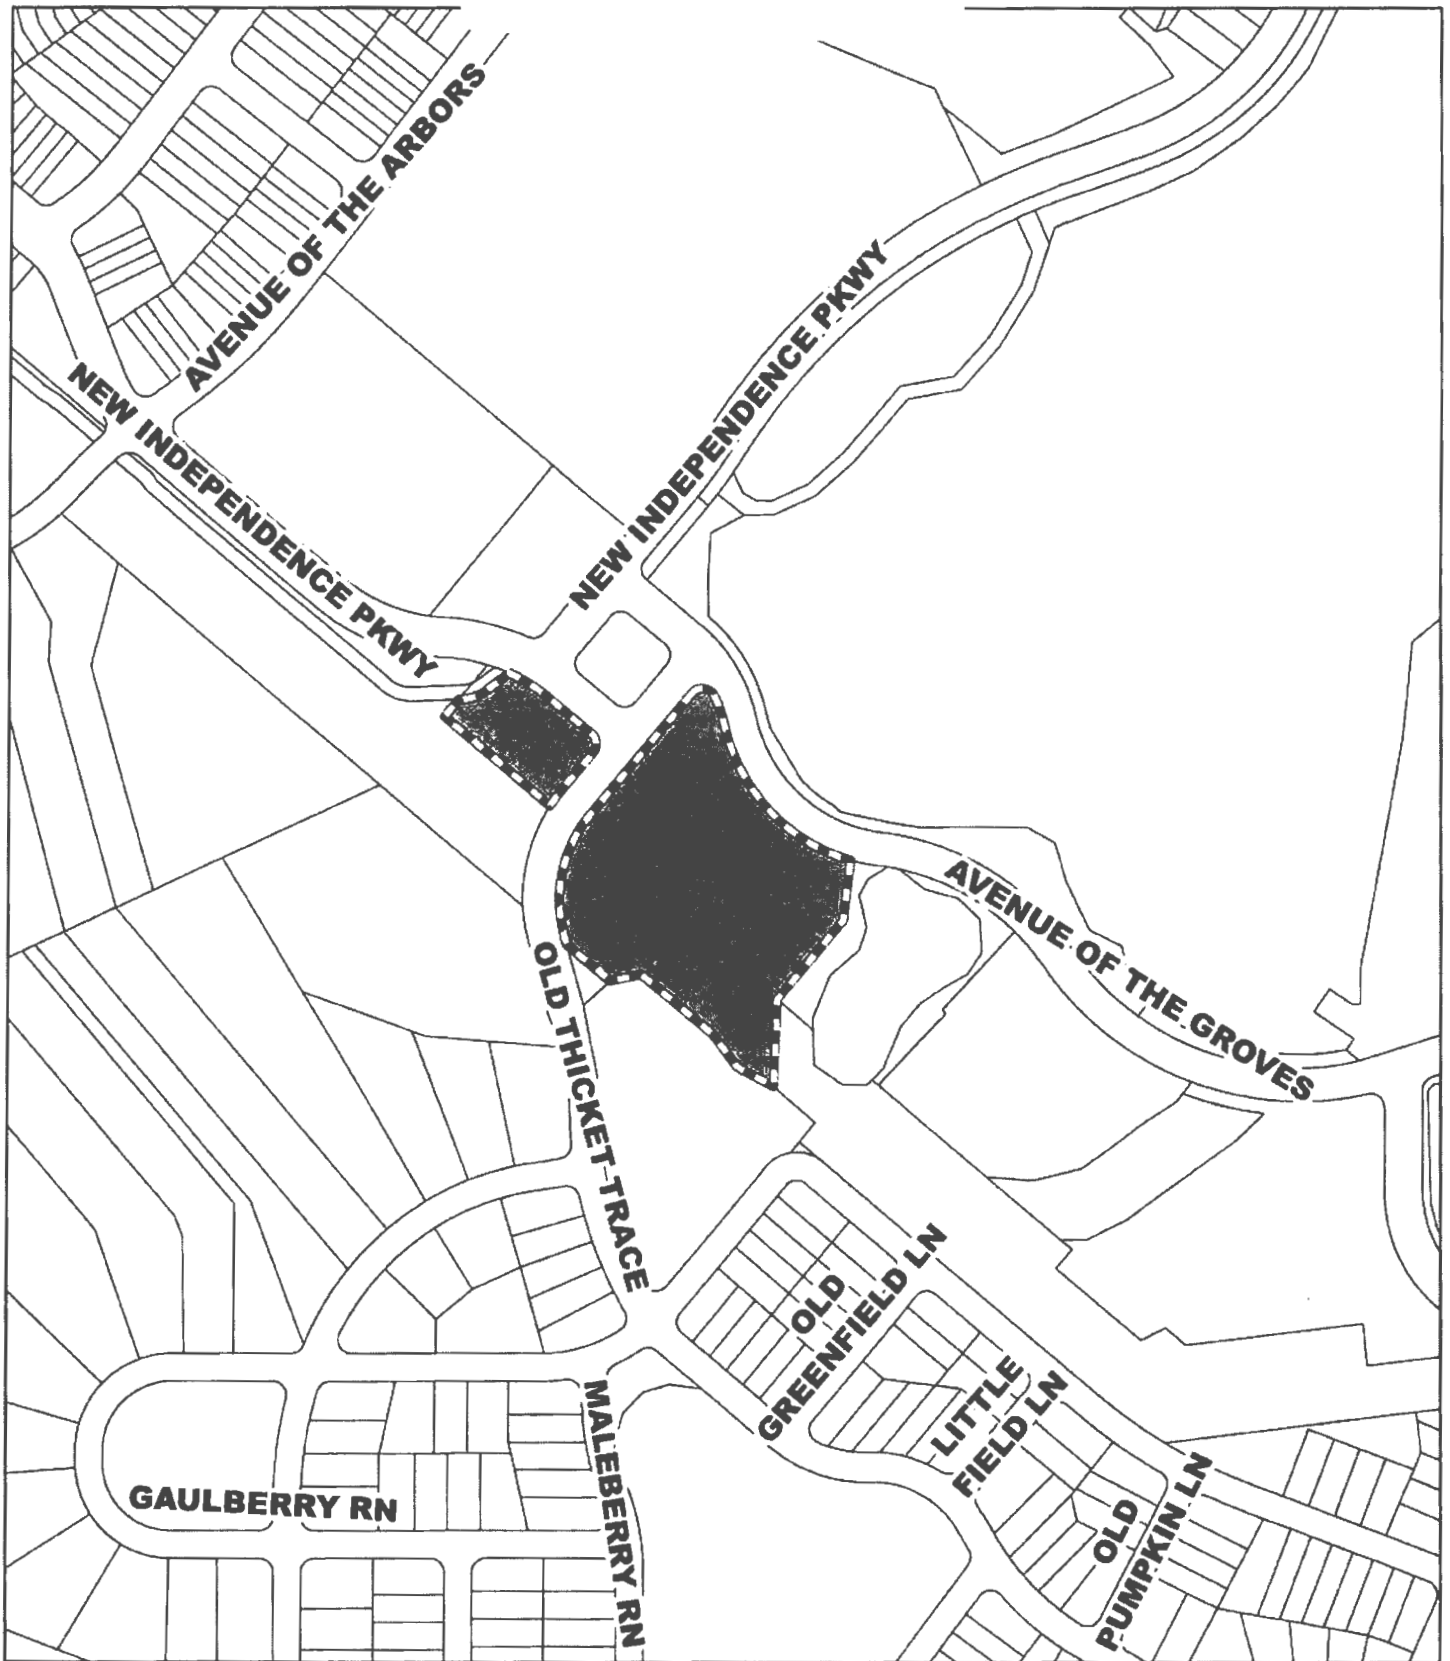 AVENUE OF THE ARBORS
NEW INDEPENDENCE PKWY
NEW INDEPENDENCE PKWY
AVENUE OF THE GROVES
OLD THICKET TRACE
OLD
GREENFIELD LN
LITTLE
FIELD LN
OLD
PUMPKIN LN
MALEBERRY RN
GAULBERRY RN